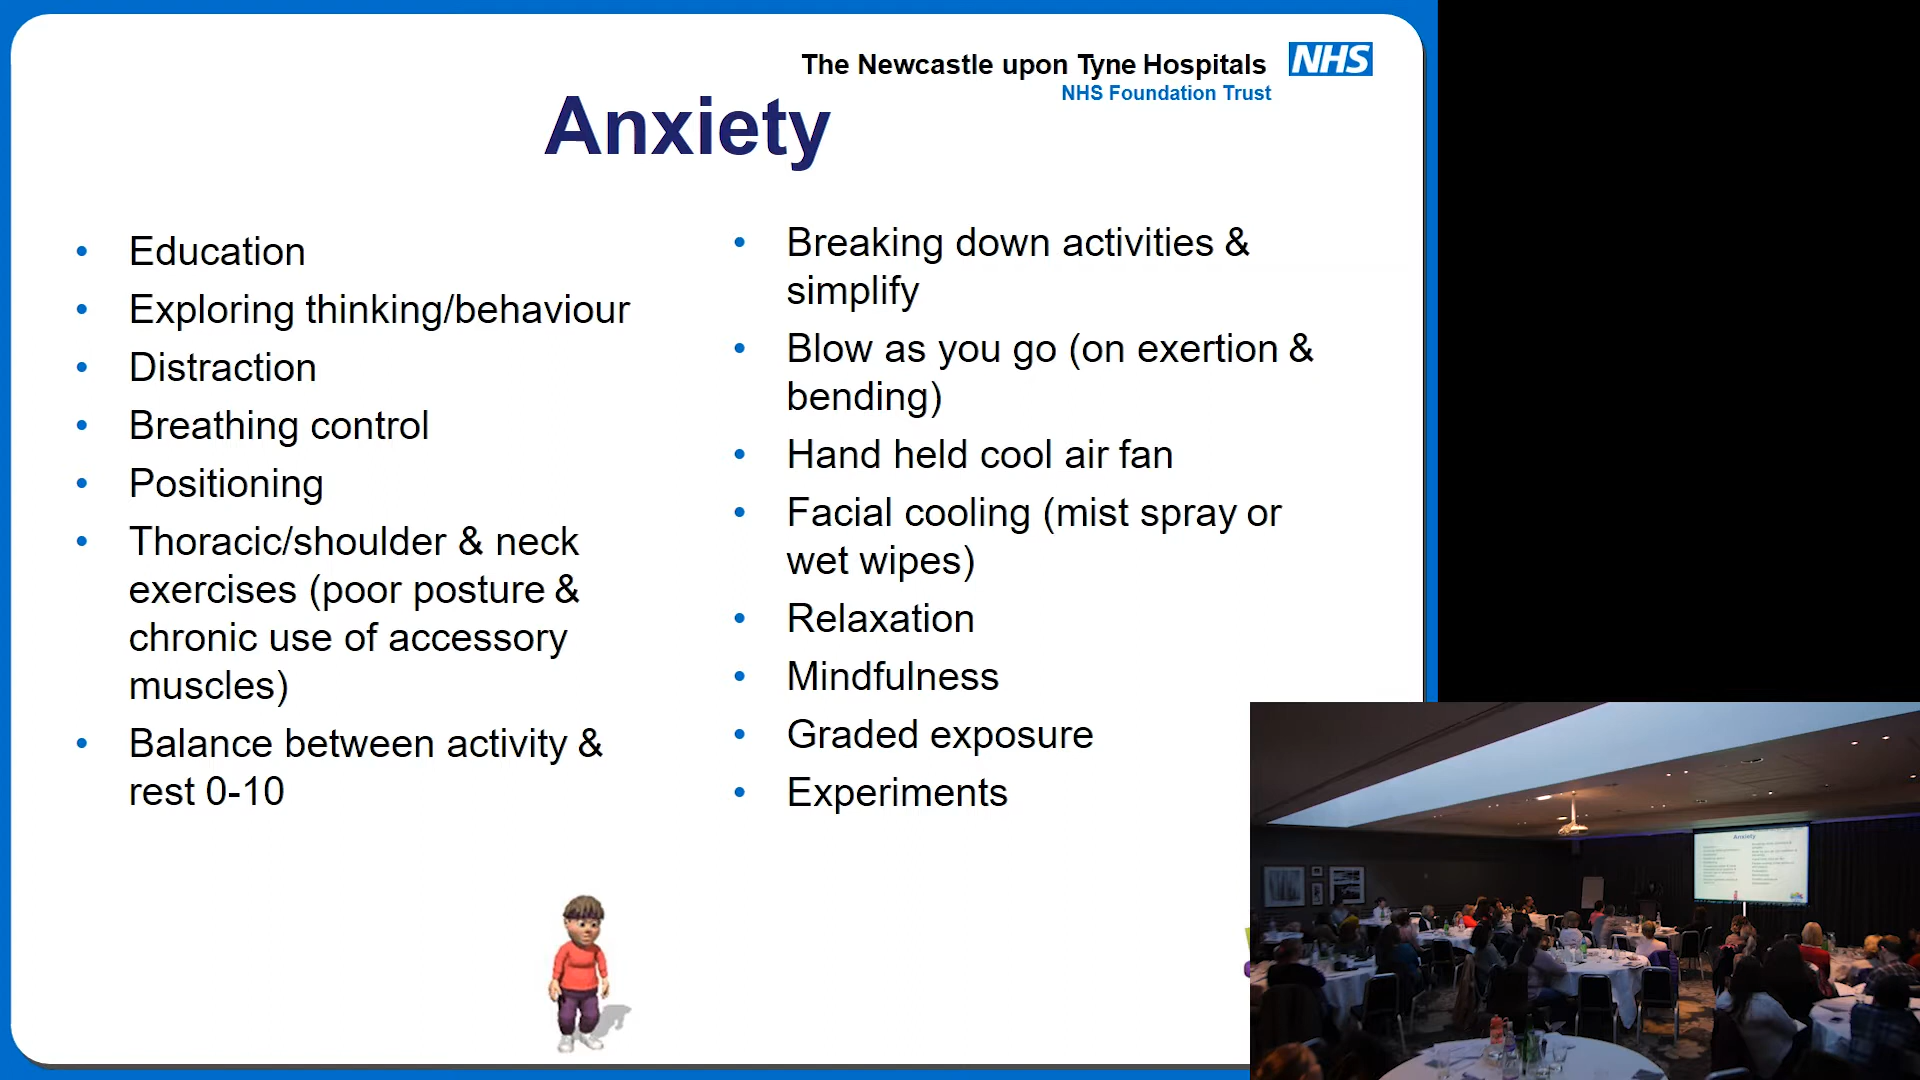 The Newcastle upon Tyne Hospitals
NHS
NHS Foundation Trust
Anxiety
• Education
• Exploring thinking/behaviour
• Distraction
• Breathing control
• Positioning
• Thoracic/shoulder & neck
exercises (poor posture &
chronic use of accessory
muscles)
• Balance between activity &
rest 0-10
• Breaking down activities &
simplify
• Blow as you go (on exertion &
bending)
• Hand held cool air fan
• Facial cooling (mist spray or
wet wipes)
• Relaxation
• Mindfulness
• Graded exposure
• Experiments
Anxiety